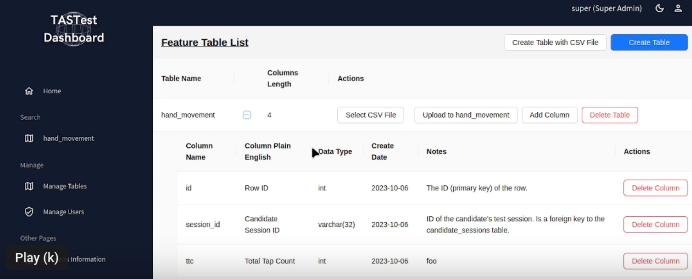 super (Super Admin)
TASTest
Dashboard
Home
Search
hand_movement
Manage
Manage Tables
Manage Users
Other Pages
Information
Play (k)
Feature Table List
Create Table with CSV File
Create Table
Table Name
Columns Length
Actions
hand_movement
4
Select CSV File
Upload to hand_movement
Add Column
Delete Table
Column Name
Column Plain English
Data Type
Create Date
Notes
Actions
id
Row ID
int
2023-10-06
The ID (primary key) of the row.
Delete Column
session_id
Candidate Session ID
varchar(32)
2023-10-06
ID of the candidate's test session. Is a foreign key to the
candidate_sessions table.
Delete Column
ttc
Total Tap Count
int
2023-10-06
foo
Delete Column